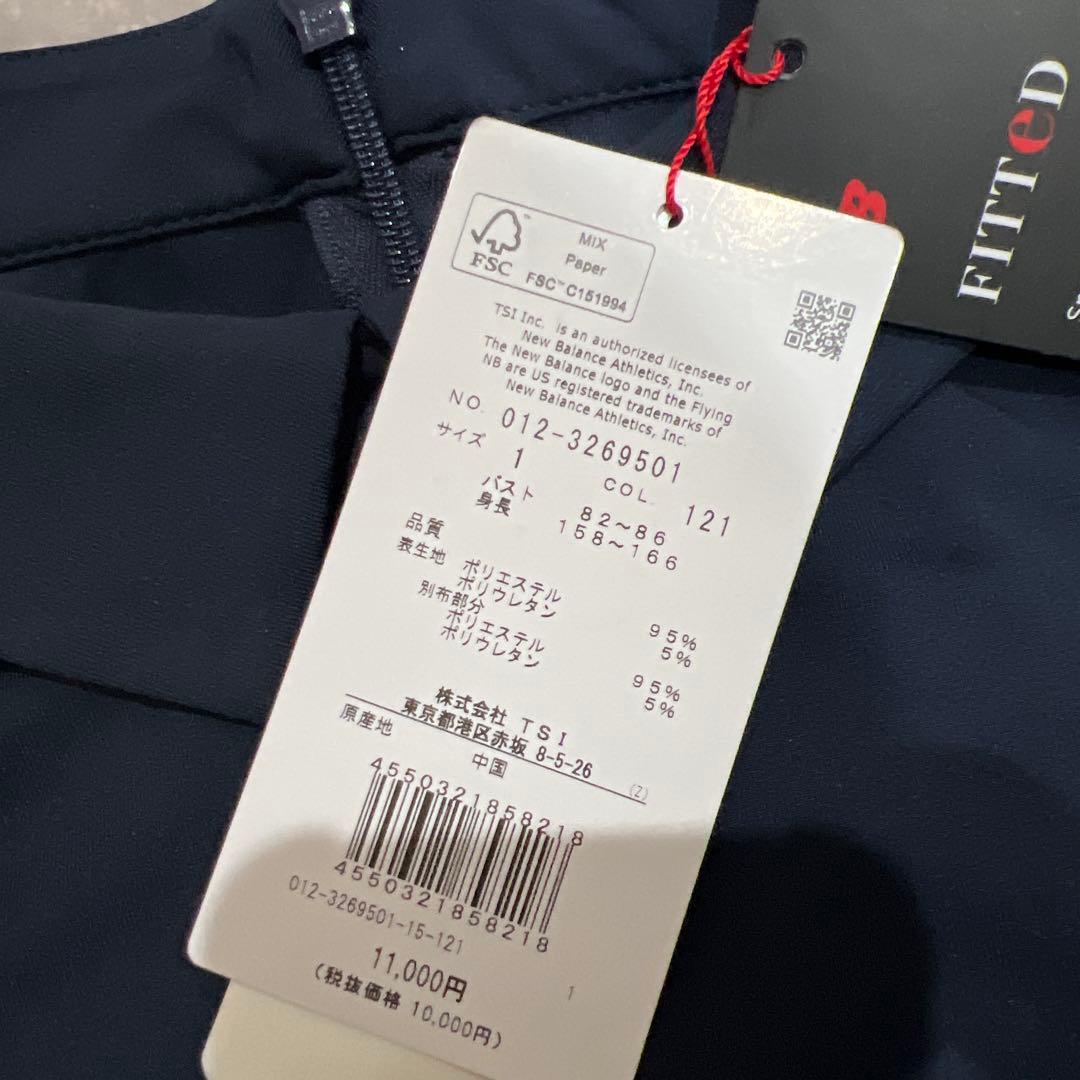 FITTeD
B
MIX
Paper
FSC
FSC™ C151994
TSI Inc. is an authorized licensees of
New Balance Athletics, Inc.
The New Balance logo and the Flying
NB are US registered trademarks of
New Balance Athletics, Inc.
NO. 012-3269501
サイズ 1 COL. 121
バスト 82～86
身長 158～166
品質
表生地 ポリエステル 95%
ポリウレタン 5%
別布部分
ポリエステル 95%
ポリウレタン 5%
株式会社 TSI
東京都港区赤坂 8-5-26
原産地 中国 (Z)
4550321858218
4550321858218
012-3269501-15-121
11,000円
(税抜価格 10,000円)
1